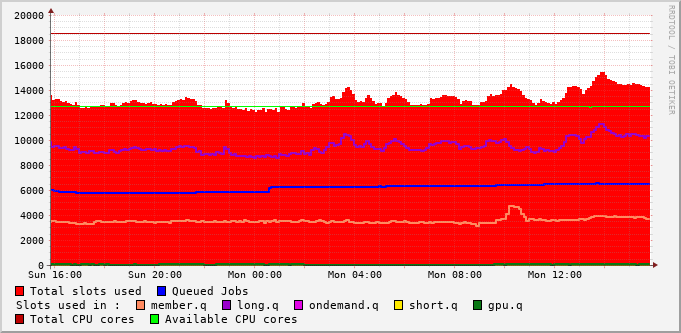 RRDTOOL / TOBI OETIKER
20000
18000
16000
14000
12000
10000
8000
6000
4000
2000
0
Sun 16:00 Sun 20:00 Mon 00:00 Mon 04:00 Mon 08:00 Mon 12:00
Total slots used Queued Jobs
Slots used in : member.q long.q ondemand.q short.q gpu.q
Total CPU cores Available CPU cores